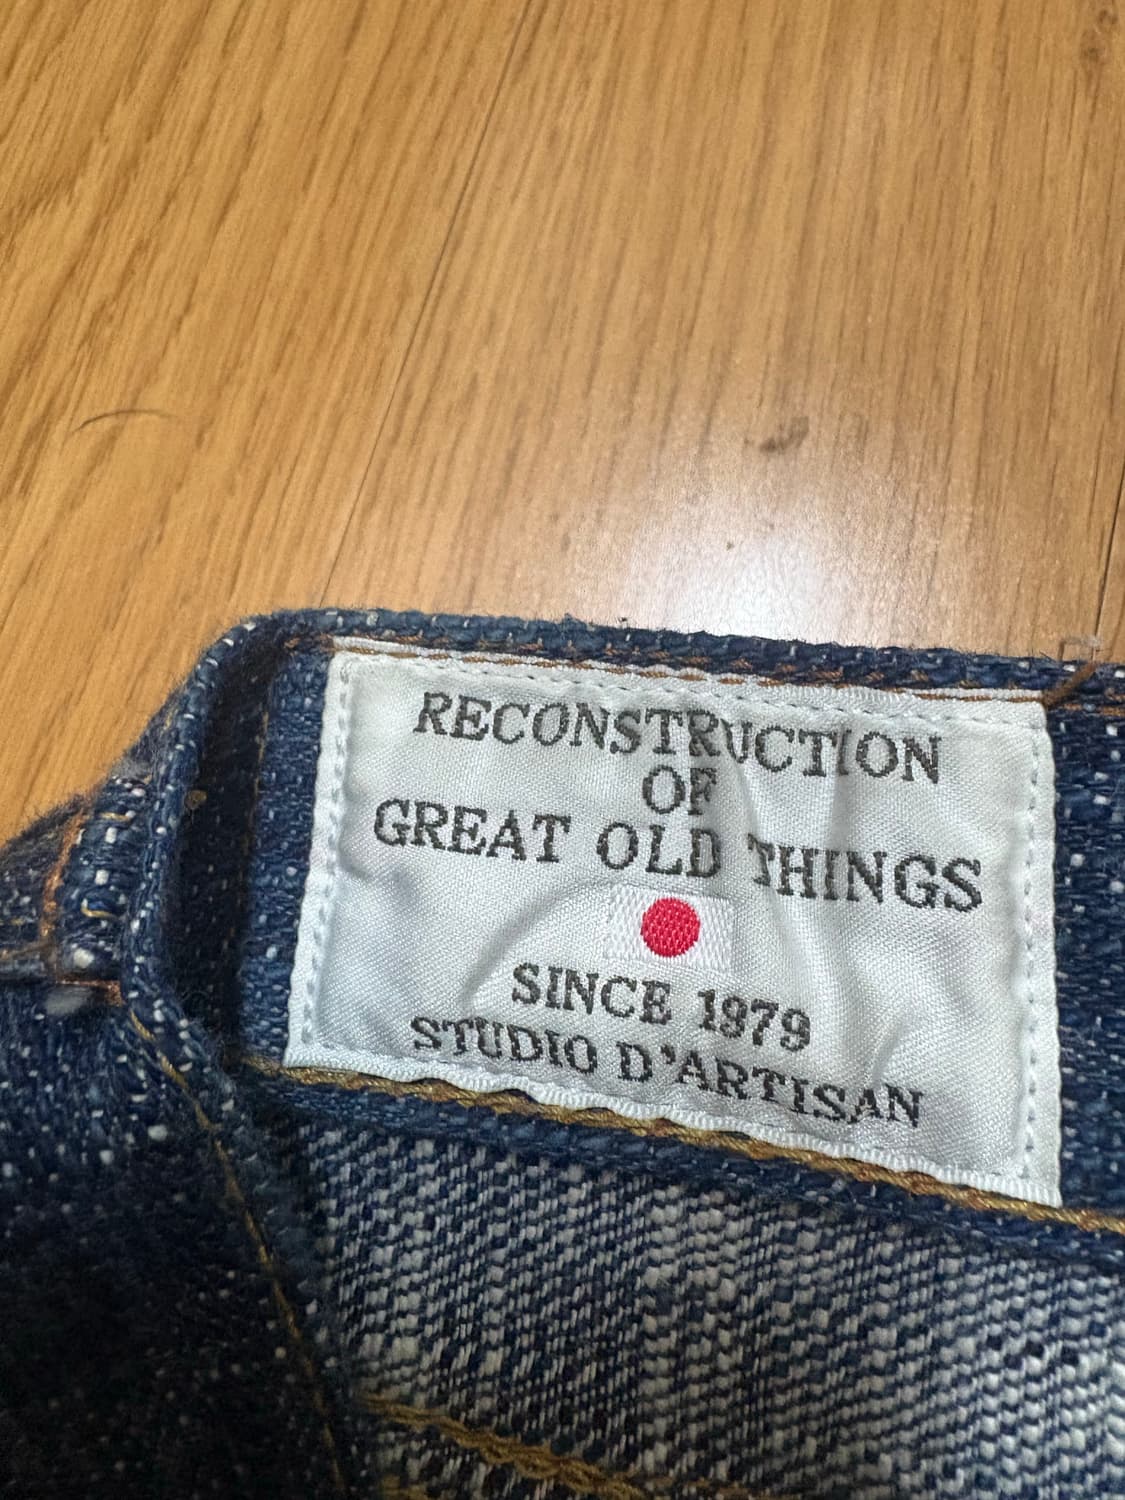 RECONSTRUCTION
OF
GREAT OLD THINGS
SINCE 1979
STUDIO D'ARTISAN